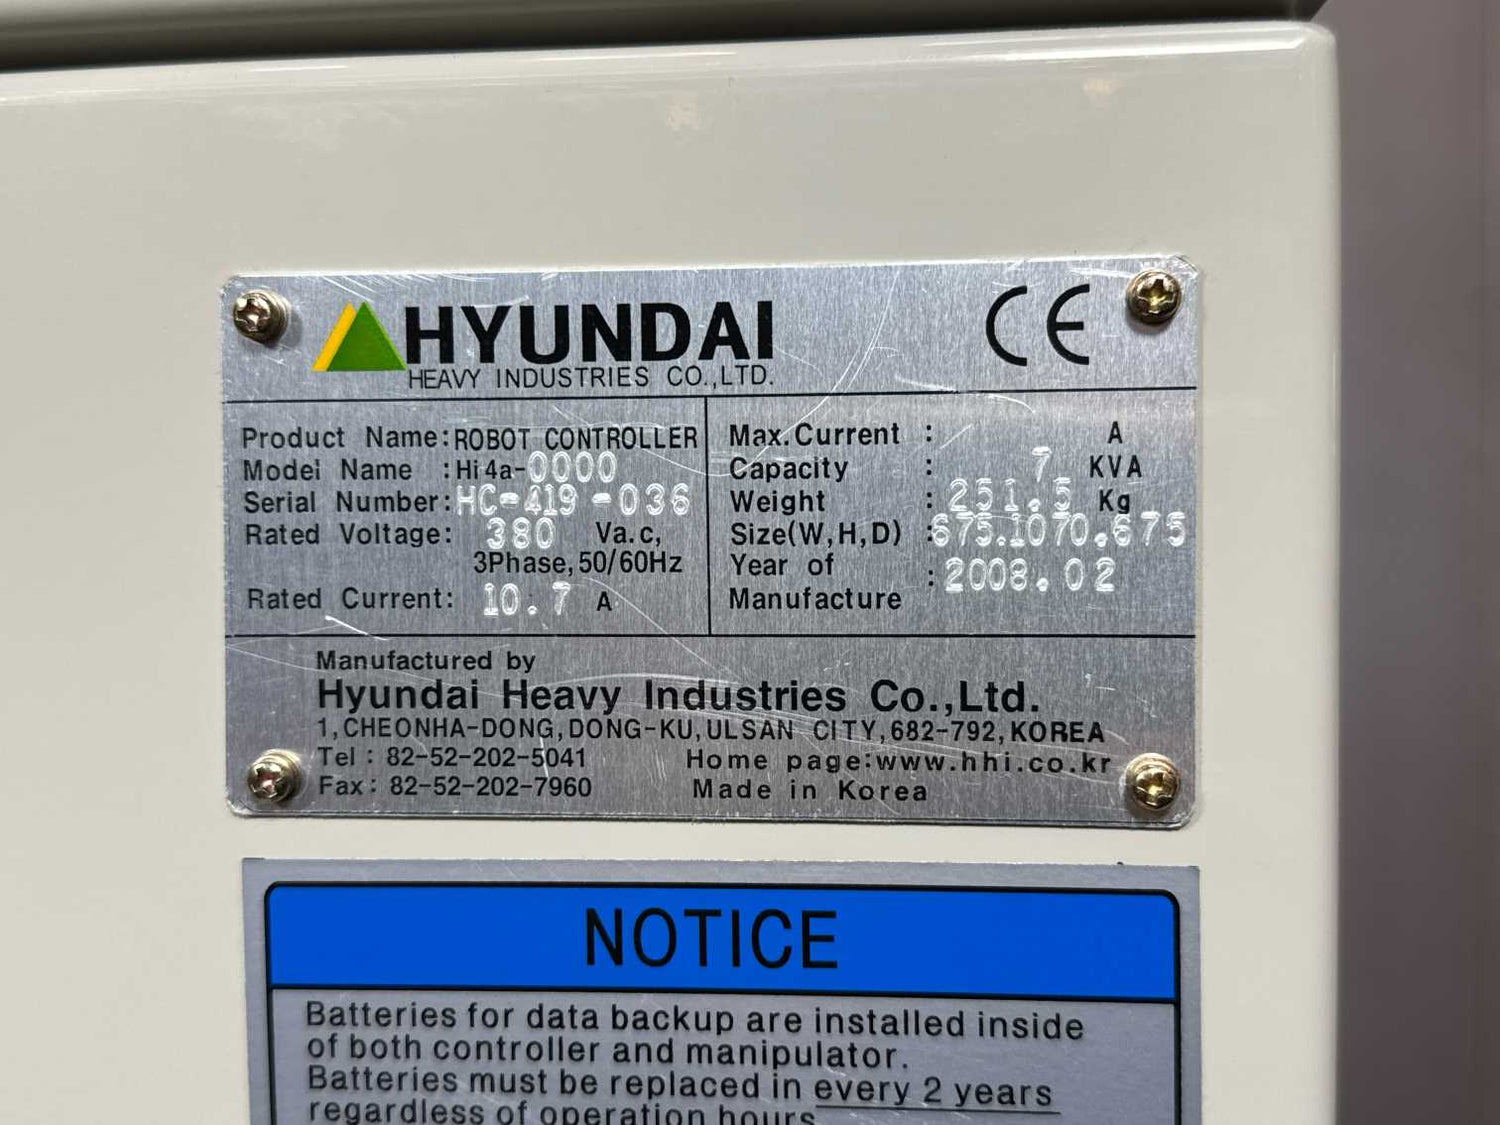 HYUNDAI
HEAVY INDUSTRIES CO.,LTD.
CE
Product Name:ROBOT CONTROLLER
Model Name :Hi4a-0000
Serial Number:HC-419-036
Rated Voltage: 380 Va.c,
3Phase,50/60Hz
Rated Current: 10.7 A
Max.Current : A
Capacity : 7 KVA
Weight : 251.5 Kg
Size(W,H,D) :675.1070.675
Year of
Manufacture :2008.02
Manufactured by
Hyundai Heavy Industries Co.,Ltd.
1,CHEONHA-DONG,DONG-KU,ULSAN CITY,682-792,KOREA
Tel : 82-52-202-5041 Home page:www.hhi.co.kr
Fax: 82-52-202-7960 Made in Korea
NOTICE
Batteries for data backup are installed inside
of both controller and manipulator.
Batteries must be replaced in every 2 years
regardless of operation hours.